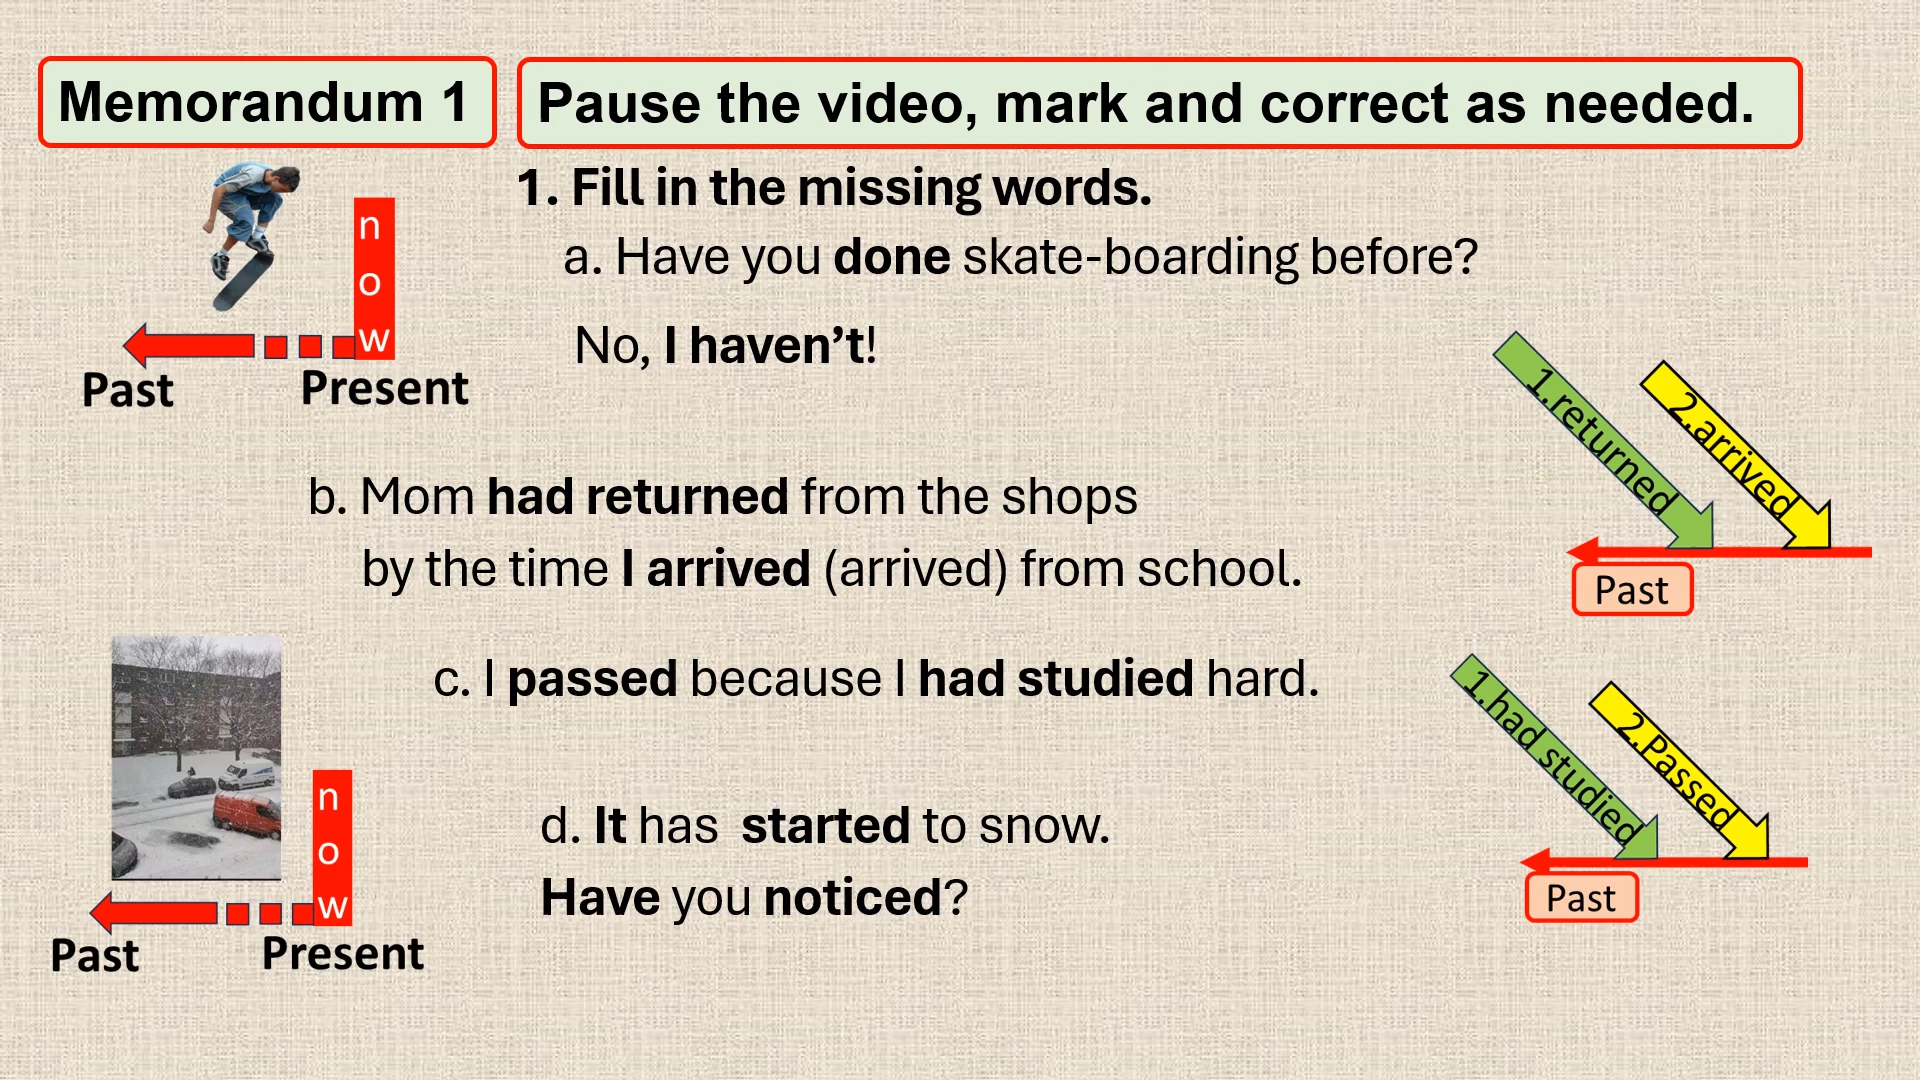 Memorandum 1
Pause the video, mark and correct as needed.
1. Fill in the missing words.
a. Have you done skate-boarding before?
No, I haven’t!
n
o
w
Past
Present
b. Mom had returned from the shops
by the time I arrived (arrived) from school.
1.returned
2.arrived
Past
c. I passed because I had studied hard.
1.had studied
2.Passed
Past
d. It has started to snow.
Have you noticed?
n
o
w
Past
Present